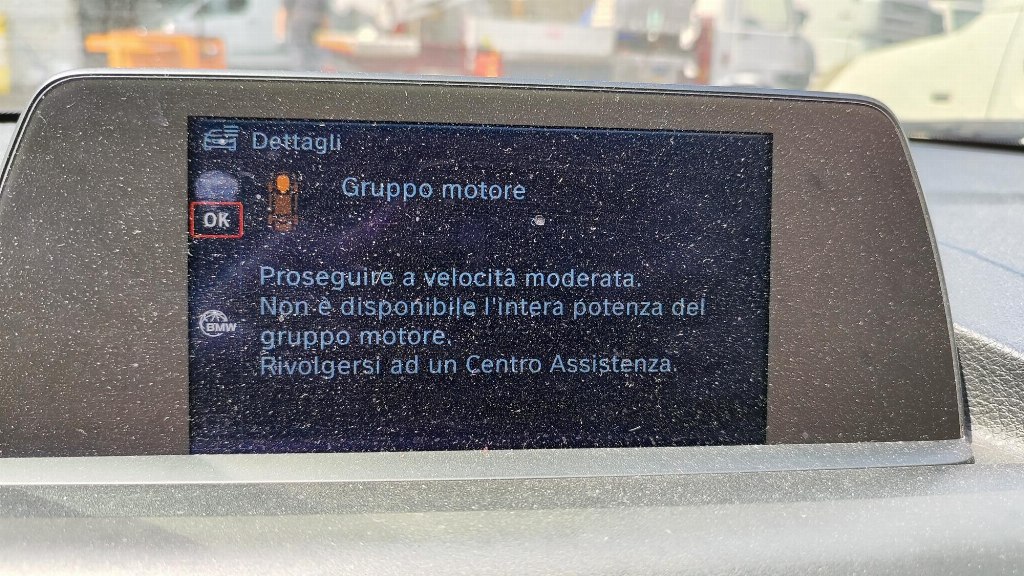 Dettagli
Gruppo motore
OK
Proseguire a velocità moderata.
Non è disponibile l'intera potenza del
gruppo motore.
Rivolgersi ad un Centro Assistenza.
BMW